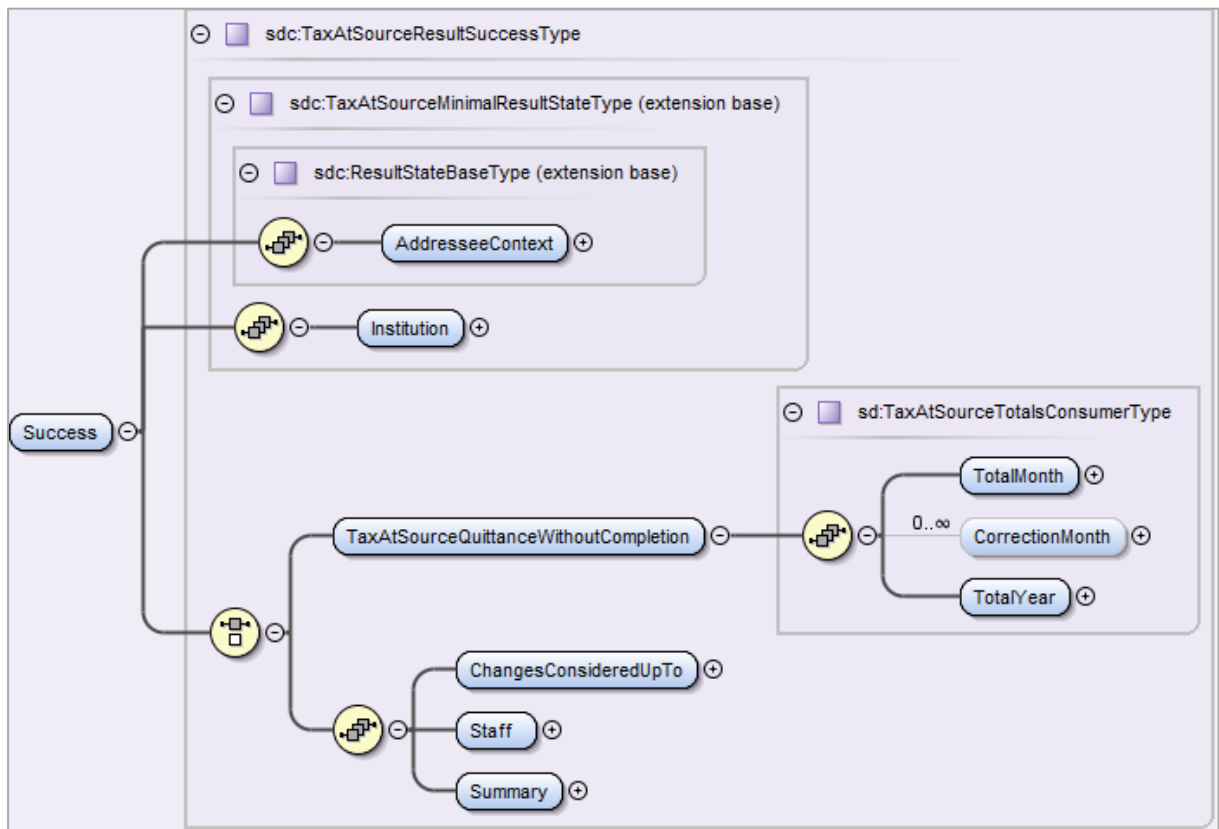 sdc:TaxAtSourceResultSuccessType
sdc:TaxAtSourceMinimalResultStateType (extension base)
sdc:ResultStateBaseType (extension base)
AddresseeContext
Institution
Success
sd:TaxAtSourceTotalsConsumerType
TotalMonth
0..∞
CorrectionMonth
TaxAtSourceQuittanceWithoutCompletion
TotalYear
ChangesConsideredUpTo
Staff
Summary